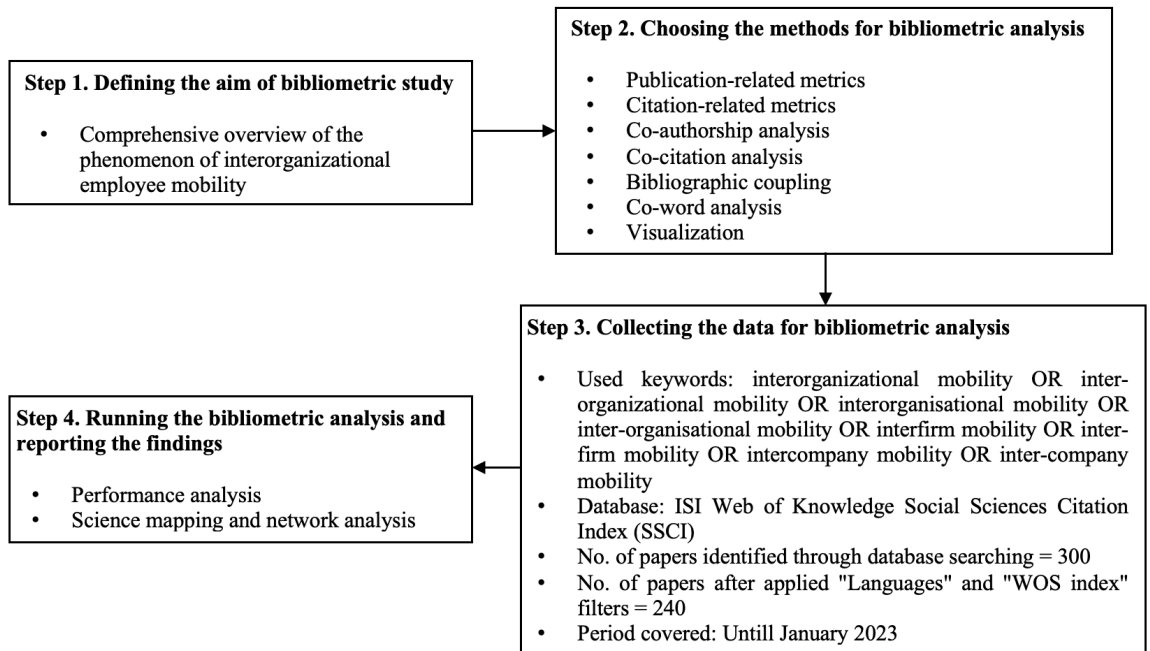 Step 1. Defining the aim of bibliometric study
• Comprehensive overview of the
phenomenon of interorganizational
employee mobility
Step 2. Choosing the methods for bibliometric analysis
• Publication-related metrics
• Citation-related metrics
• Co-authorship analysis
• Co-citation analysis
• Bibliographic coupling
• Co-word analysis
• Visualization
Step 3. Collecting the data for bibliometric analysis
• Used keywords: interorganizational mobility OR inter-
organizational mobility OR interorganisational mobility OR
inter-organisational mobility OR interfirm mobility OR inter-
firm mobility OR intercompany mobility OR inter-company
mobility
• Database: ISI Web of Knowledge Social Sciences Citation
Index (SSCI)
• No. of papers identified through database searching = 300
• No. of papers after applied "Languages" and "WOS index"
filters = 240
• Period covered: Untill January 2023
Step 4. Running the bibliometric analysis and
reporting the findings
• Performance analysis
• Science mapping and network analysis